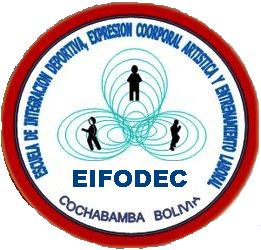 ESCUELA DE INTEGRACION DEPORTIVA, EXPRESION COORPORAL ARTISTICA Y ENTRENAMIENTO LABORAL
EIFODEC
COCHABAMBA BOLIVIA